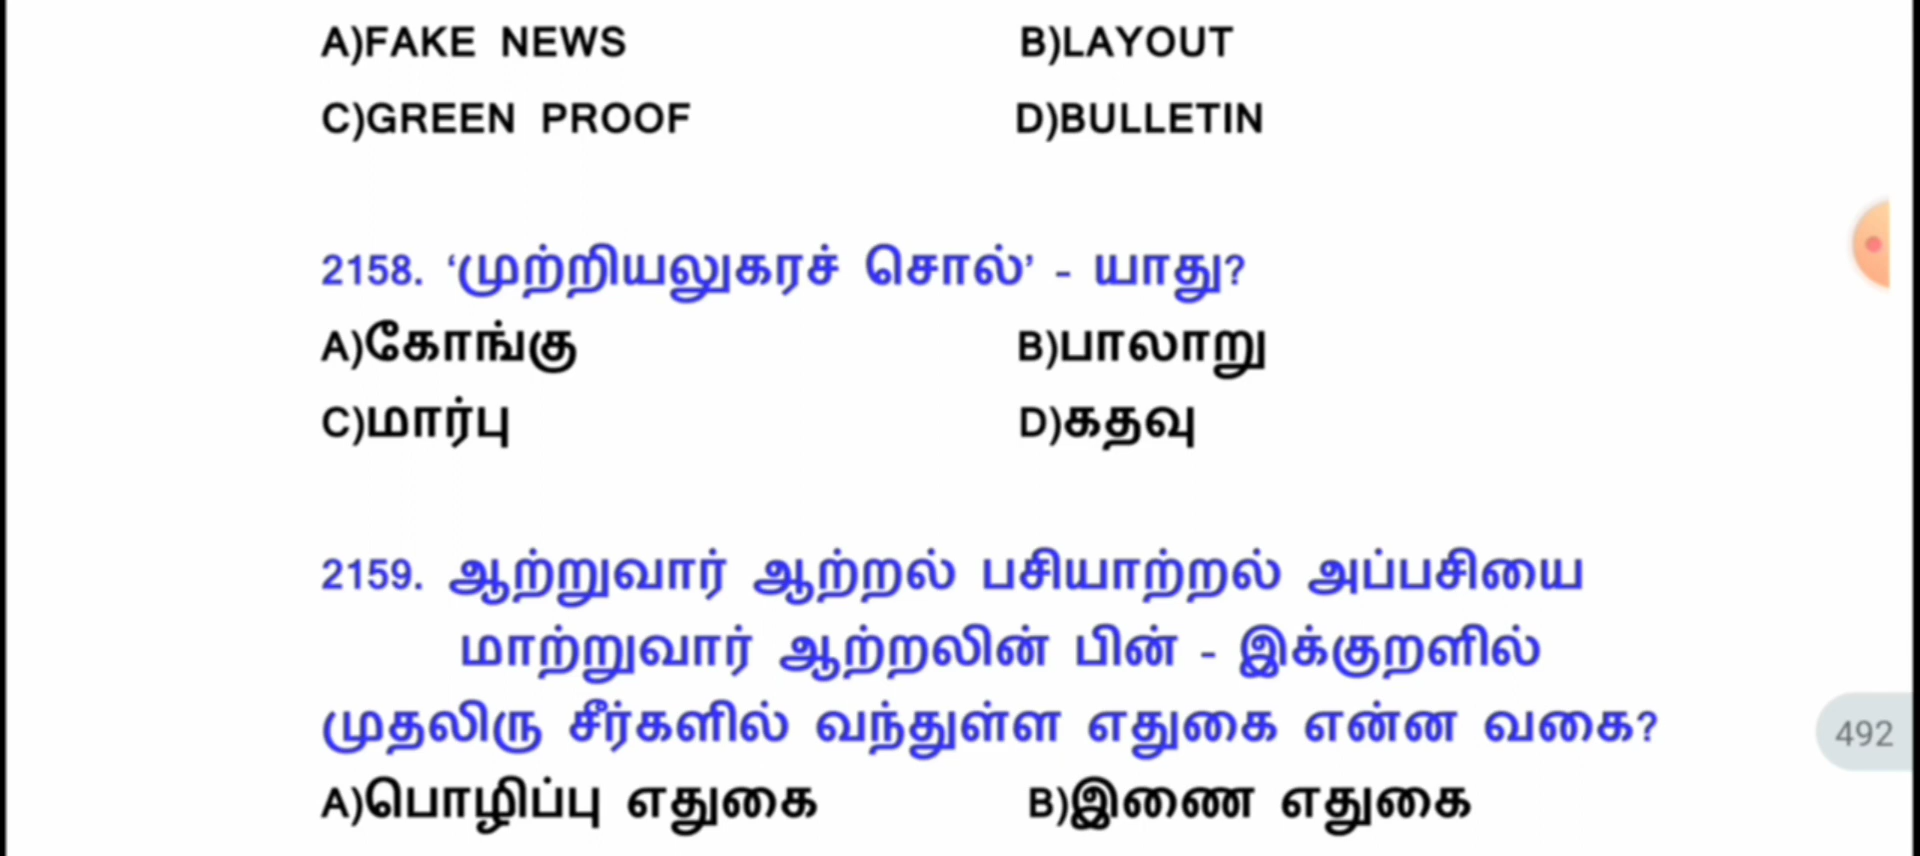 A)FAKE NEWS B)LAYOUT
C)GREEN PROOF D)BULLETIN
2158. ‘முற்றியலுகரச் சொல்’ - யாது?
A)கோங்கு B)பாலாறு
C)மார்பு D)கதவு
2159. ஆற்றுவார் ஆற்றல் பசியாற்றல் அப்பசியை
மாற்றுவார் ஆற்றலின் பின் - இக்குறளில்
முதலிரு சீர்களில் வந்துள்ள எதுகை என்ன வகை?
492
A)பொழிப்பு எதுகை B)இணை எதுகை